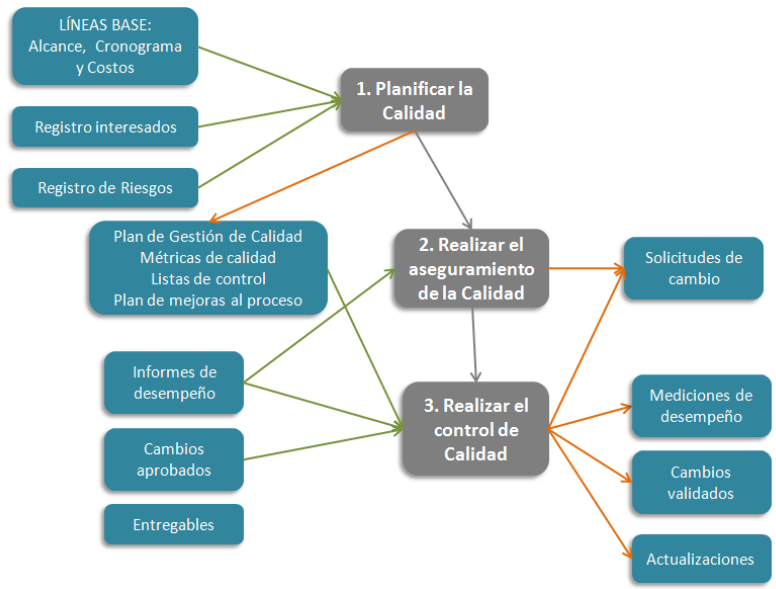 LÍNEAS BASE:
Alcance, Cronograma
y Costos
1. Planificar la
Calidad
Registro interesados
Registro de Riesgos
Plan de Gestión de Calidad
Métricas de calidad
Listas de control
Plan de mejoras al proceso
2. Realizar el
aseguramiento
de la Calidad
Solicitudes de
cambio
Informes de
desempeño
3. Realizar el
control de
Calidad
Mediciones de
desempeño
Cambios
aprobados
Cambios
validados
Entregables
Actualizaciones